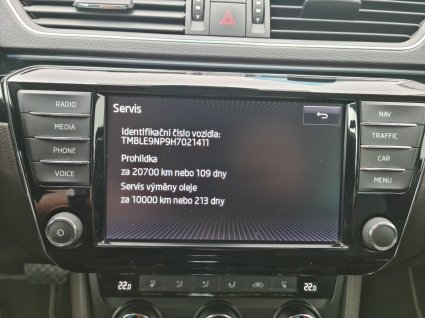 RADIO
MEDIA
PHONE
VOICE
Servis
Identifikační číslo vozidla:
TMBLE9NP9H7021411
Prohlídka
za 20700 km nebo 109 dny
Servis výměny oleje
za 10000 km nebo 213 dny
NAV
TRAFFIC
CAR
MENU
22.0
22.0